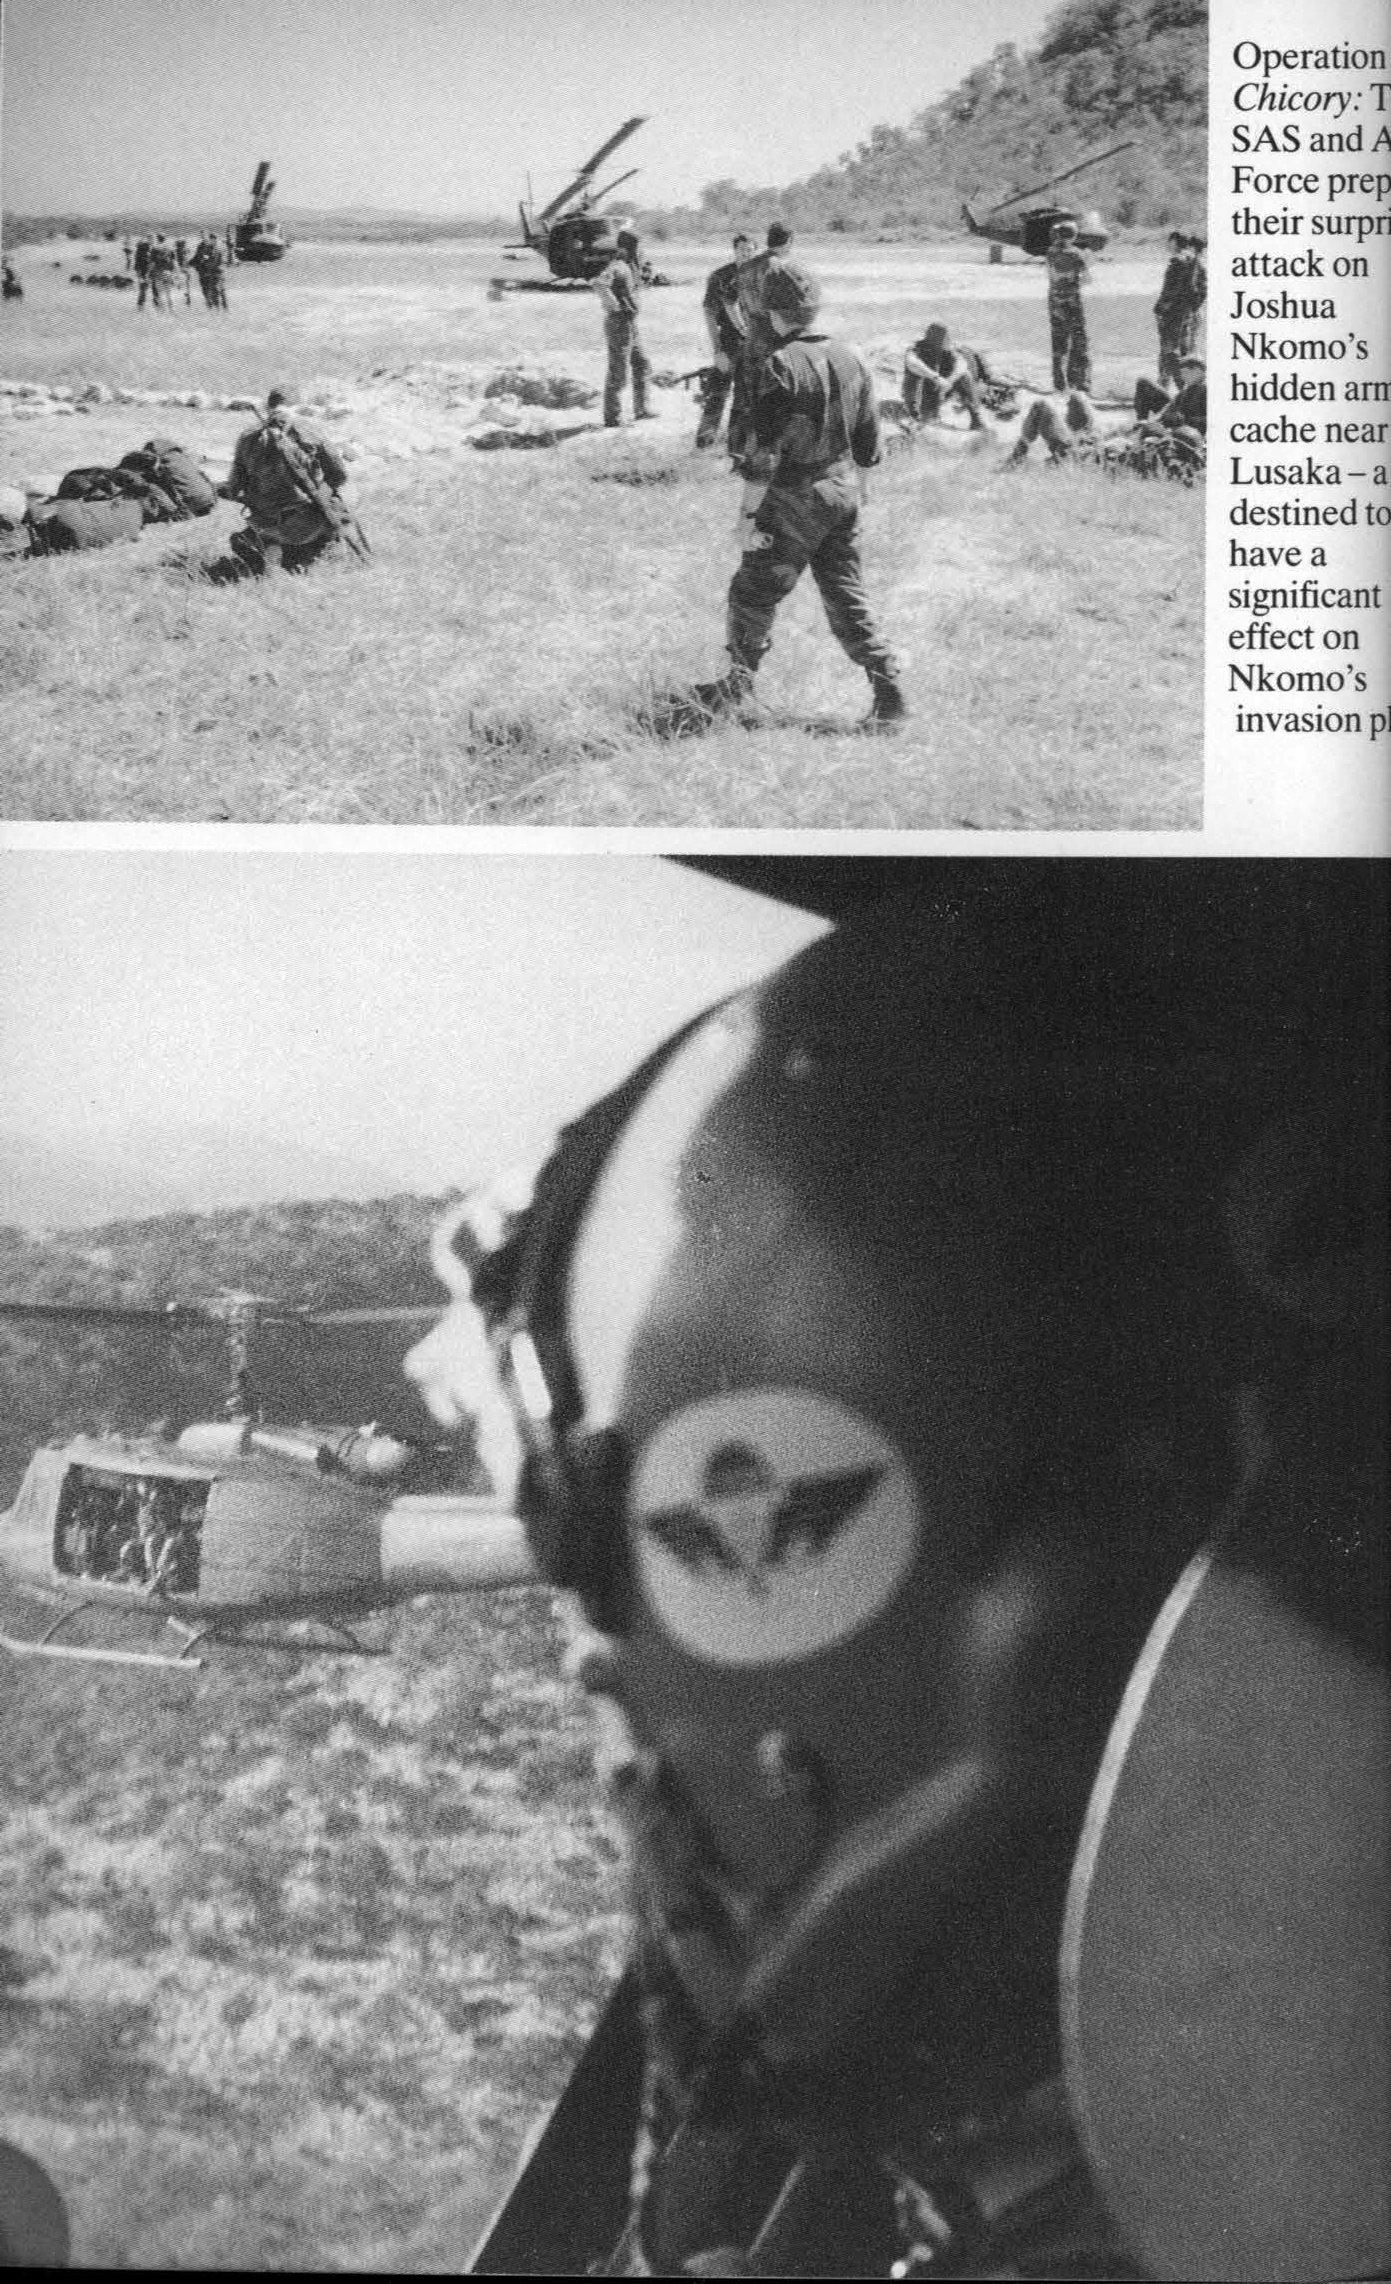 Operation
Chicory: T
SAS and A
Force prep
their surpri
attack on
Joshua
Nkomo's
hidden arm
cache near
Lusaka – a
destined to
have a
significant
effect on
Nkomo's
invasion pl